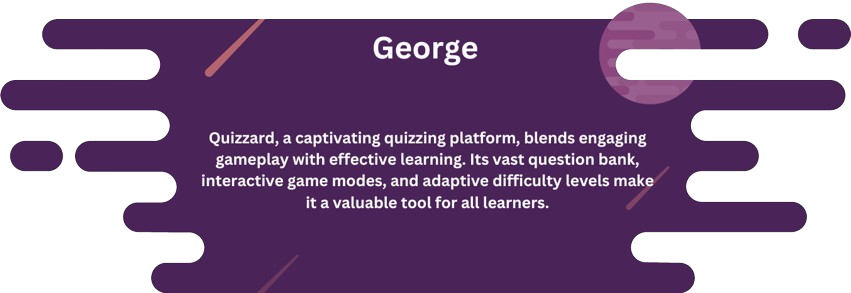 George
Quizzard, a captivating quizzing platform, blends engaging
gameplay with effective learning. Its vast question bank,
interactive game modes, and adaptive difficulty levels make
it a valuable tool for all learners.